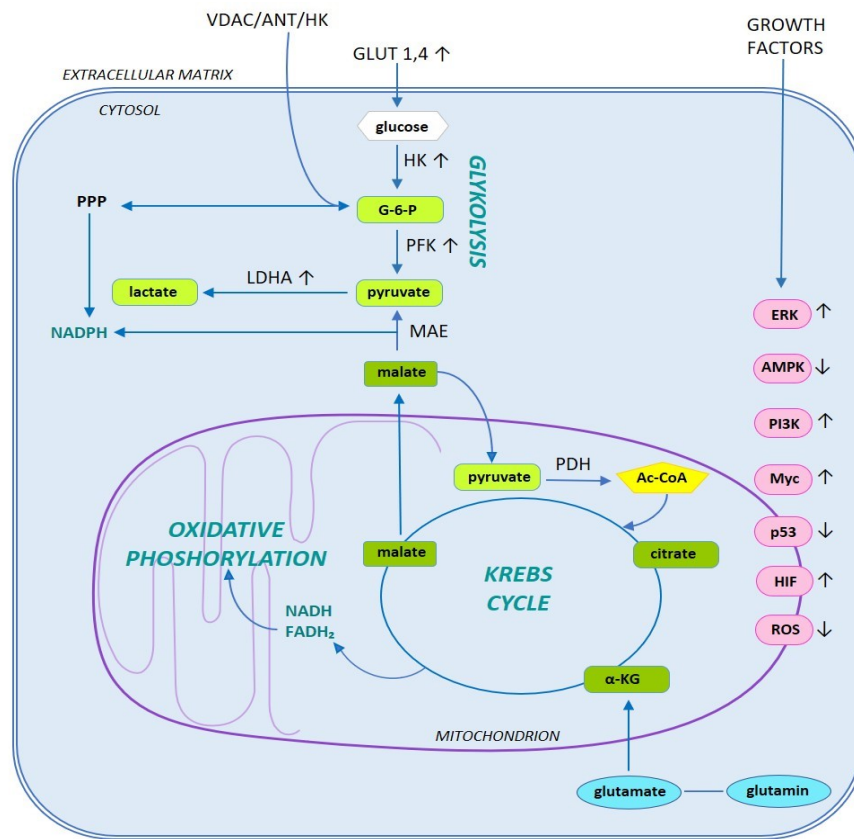 VDAC/ANT/HK
GLUT 1,4 ↑
GROWTH
FACTORS
EXTRACELLULAR MATRIX
CYTOSOL
glucose
HK ↑
GLYKOLYSIS
PPP
G-6-P
PFK ↑
lactate
LDHA ↑
pyruvate
NADPH
MAE
malate
ERK ↑
AMPK ↓
PI3K ↑
Myc ↑
p53 ↓
HIF ↑
ROS ↓
pyruvate
PDH
Ac-CoA
OXIDATIVE
PHOSHORYLATION
malate
citrate
KREBS
CYCLE
NADH
FADH₂
α-KG
MITOCHONDRION
glutamate
glutamin